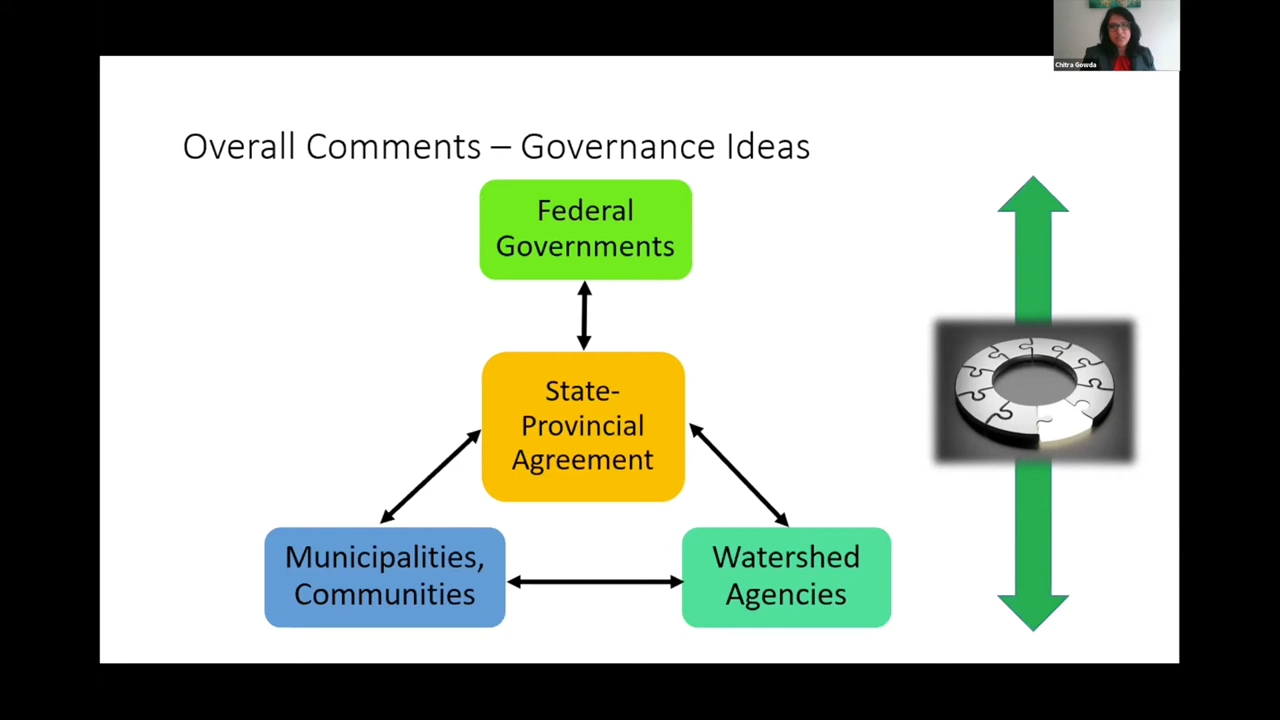 Chitra Gowda
Overall Comments – Governance Ideas
Federal
Governments
State-
Provincial
Agreement
Municipalities,
Communities
Watershed
Agencies